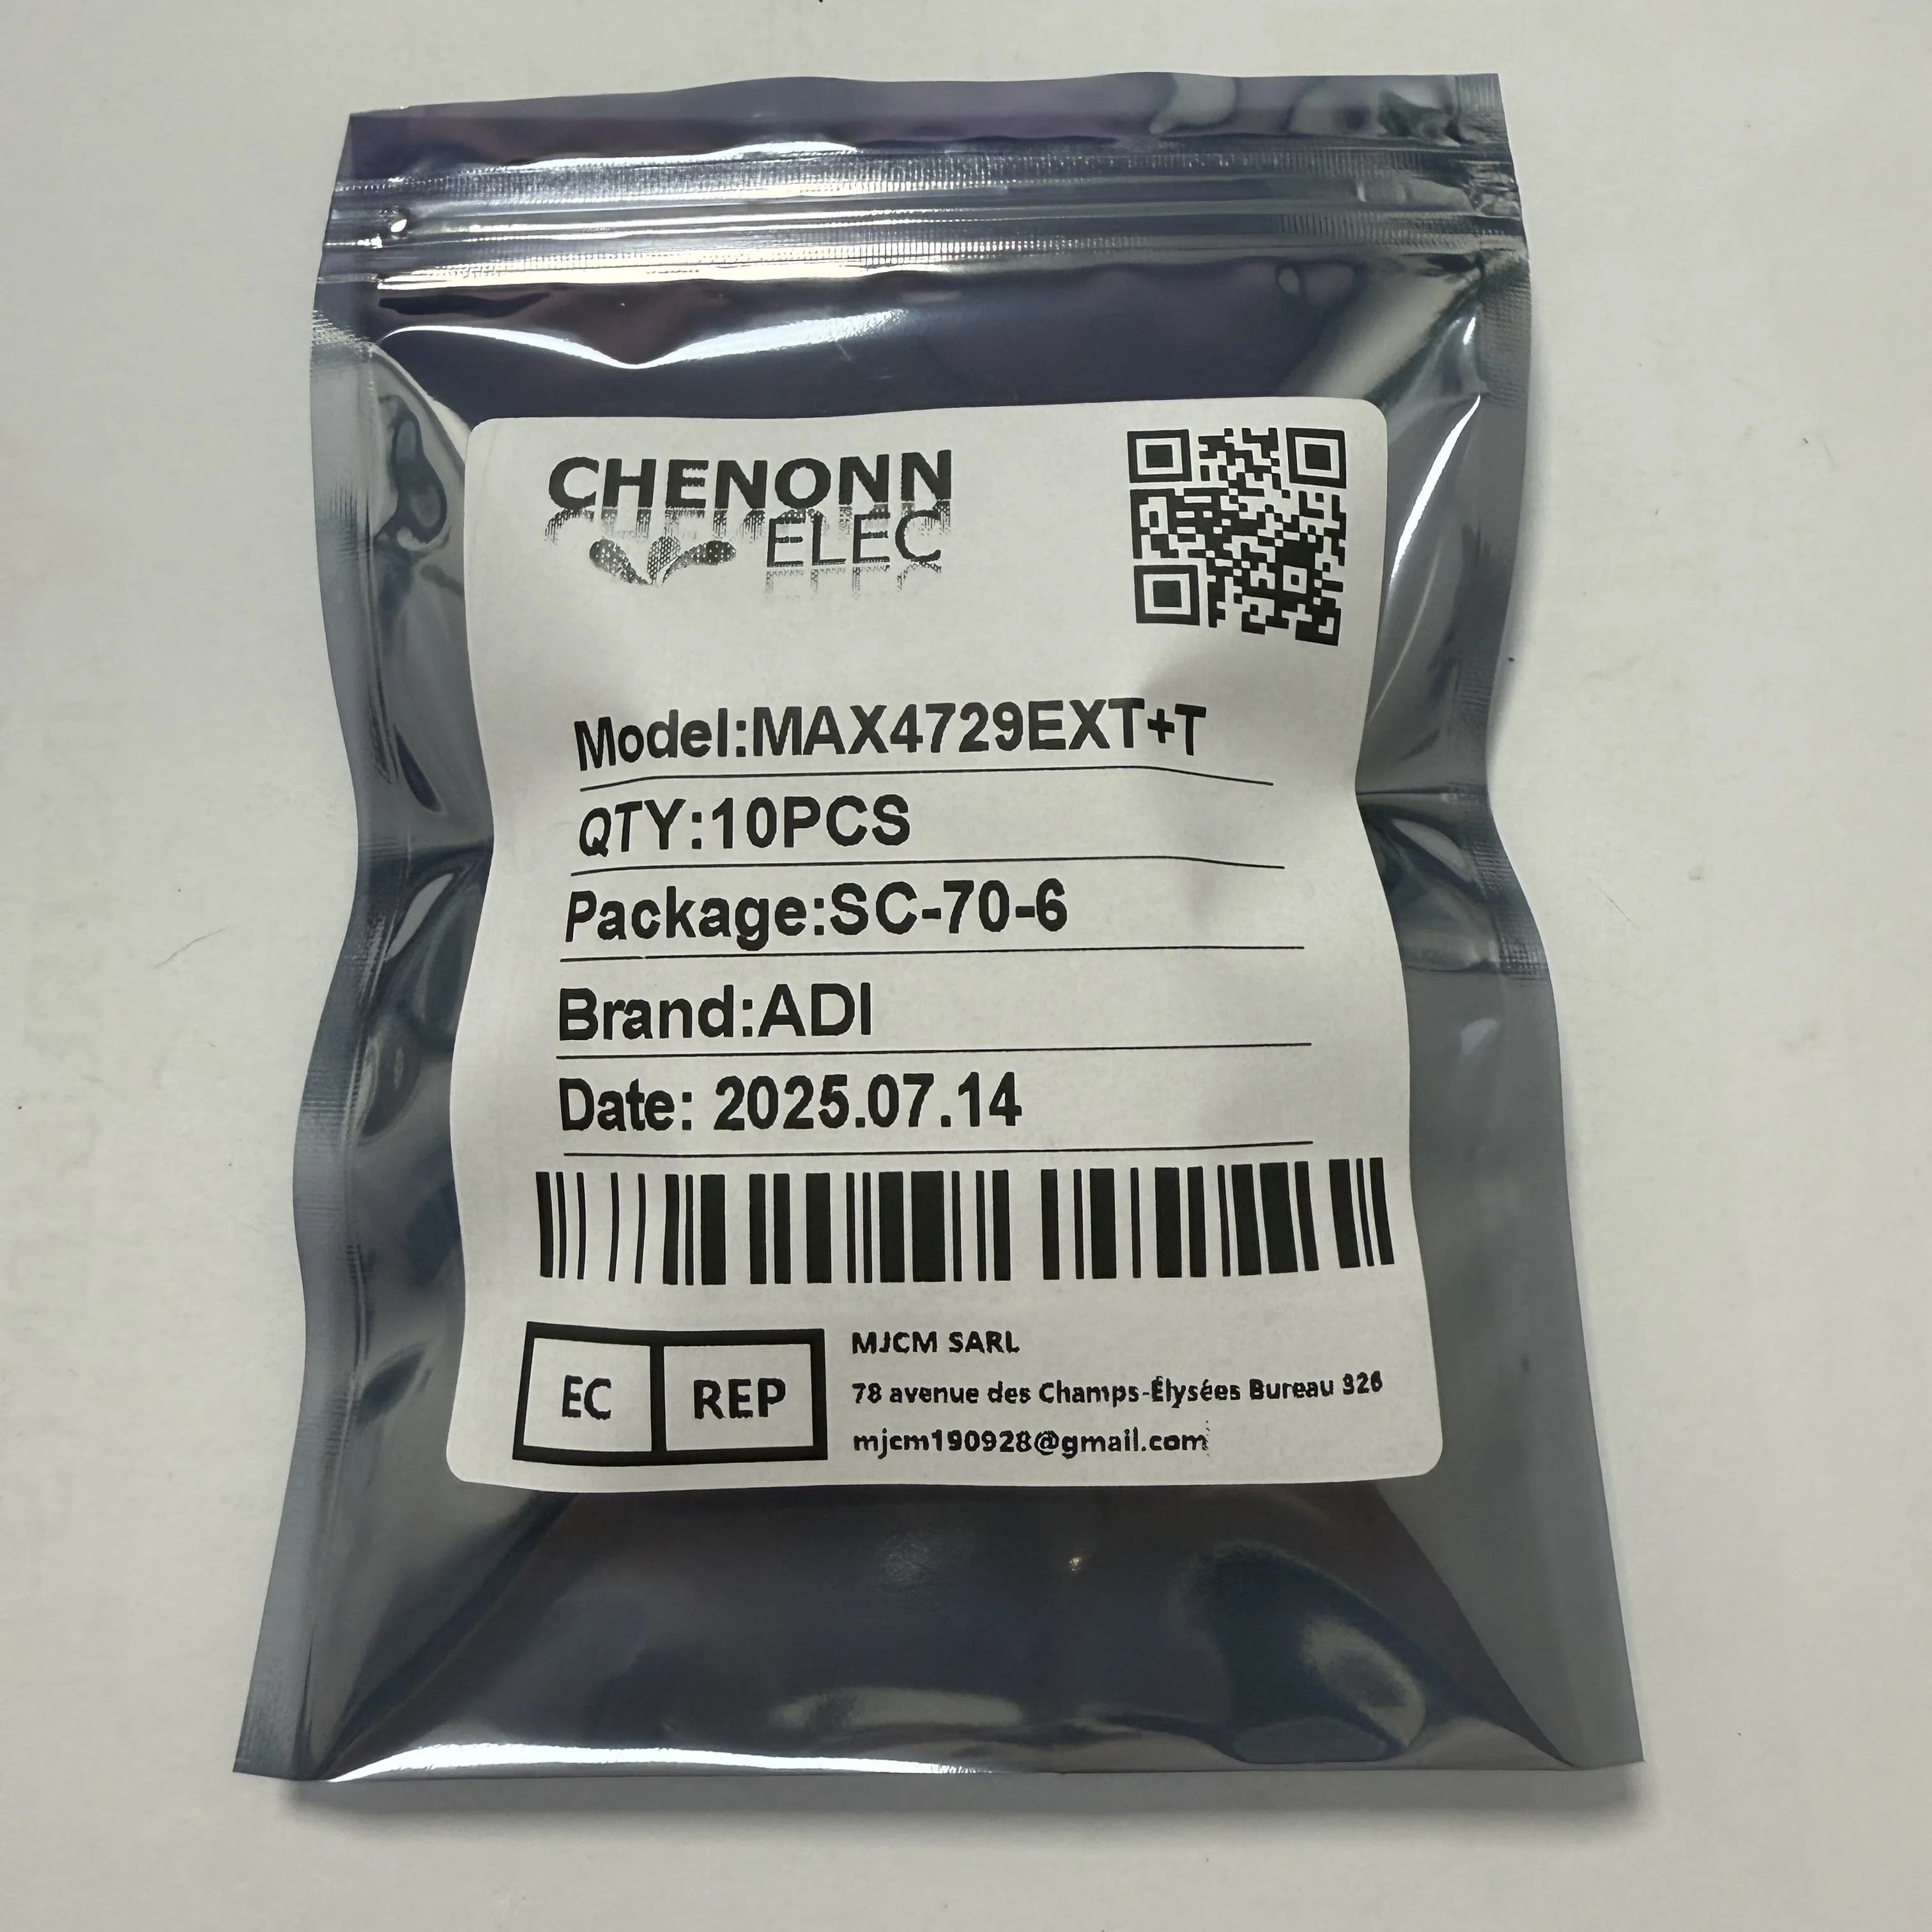 CHENONN
ELEC
Model:MAX4729EXT+T
QTY:10PCS
Package:SC-70-6
Brand:ADI
Date: 2025.07.14
EC REP
MJCM SARL
78 avenue des Champs-Élysées Bureau 326
mjcm190928@gmail.com